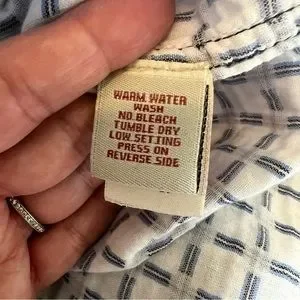 WARM WATER
WASH
NO BLEACH
TUMBLE DRY
LOW SETTING
PRESS ON
REVERSE SIDE